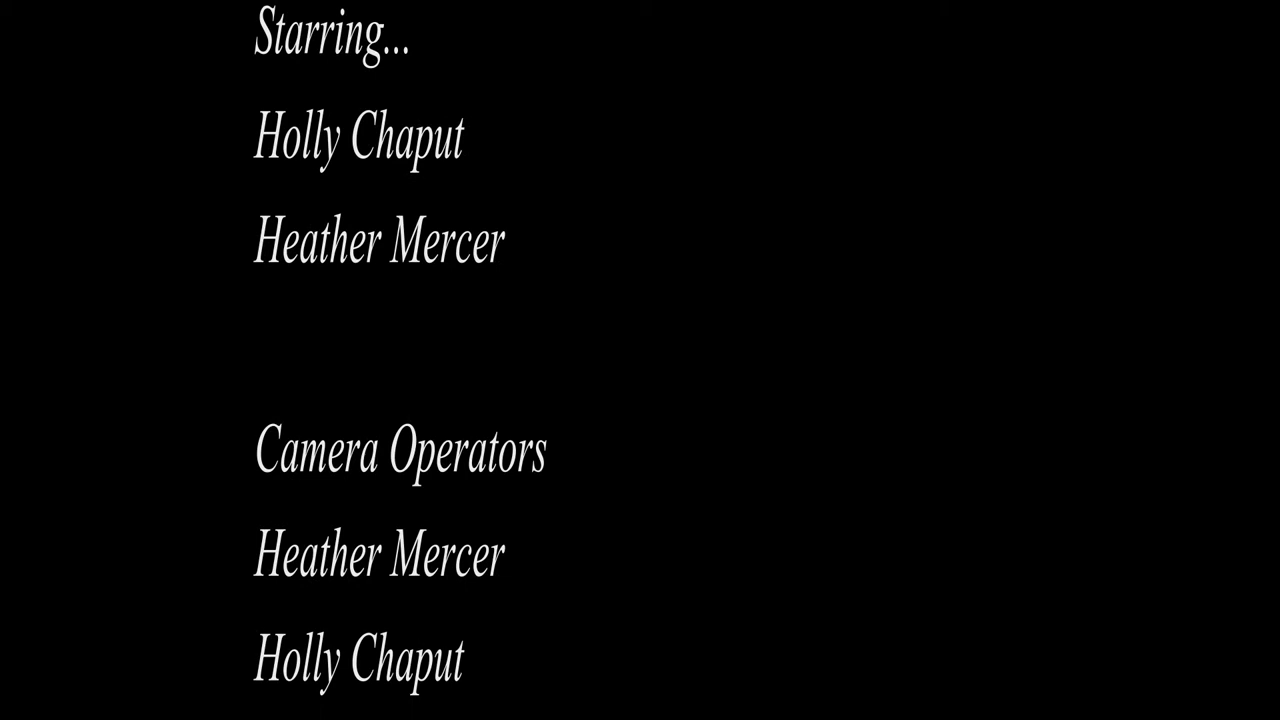 Starring...
Holly Chaput
Heather Mercer
Camera Operators
Heather Mercer
Holly Chaput